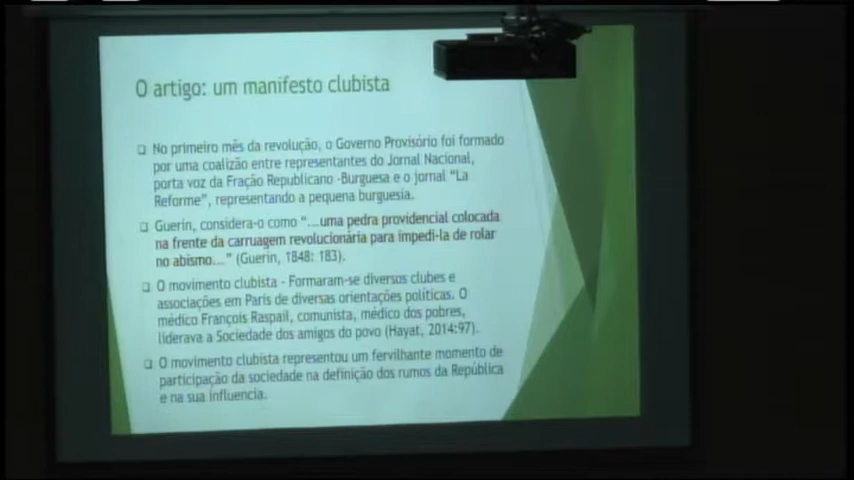 O artigo: um manifesto clubista
❑ No primeiro mês da revolução, o Governo Provisório foi formado
por uma coalizão entre representantes do Jornal Nacional,
porta voz da Fração Republicano -Burguesa e o jornal “La
Reforme”, representando a pequena burguesia.
❑ Guerin, considera-o como “...uma pedra providencial colocada
na frente da carruagem revolucionária para impedi-la de rolar
no abismo...” (Guerin, 1848: 183).
❑ O movimento clubista - Formaram-se diversos clubes e
associações em Paris de diversas orientações políticas. O
médico François Raspail, comunista, médico dos pobres,
liderava a Sociedade dos amigos do povo (Hayat, 2014:97).
❑ O movimento clubista representou um fervilhante momento de
participação da sociedade na definição dos rumos da República
e na sua influencia.